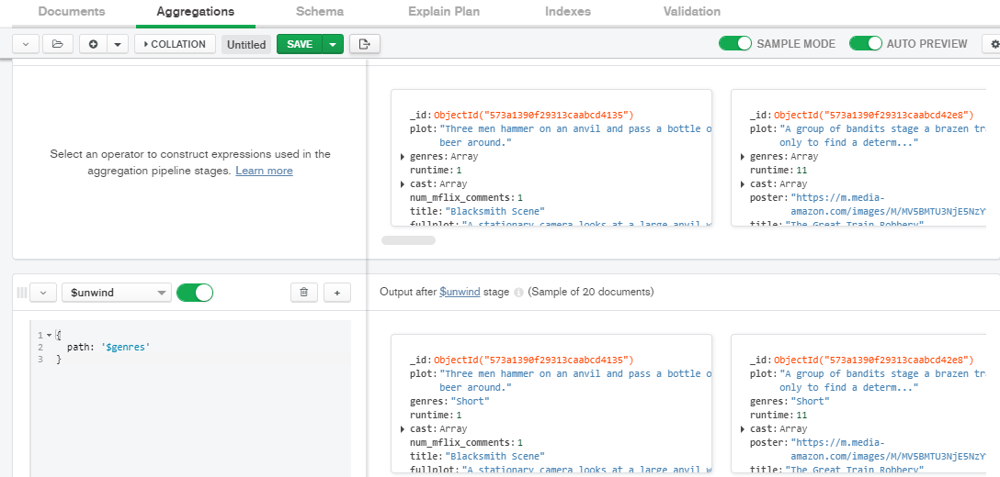 Documents Aggregations Schema Explain Plan Indexes Validation
COLLATION Untitled SAVE SAMPLE MODE AUTO PREVIEW
Select an operator to construct expressions used in the
aggregation pipeline stages. Learn more
_id: ObjectId("573a1390f29313caabcd4135")
plot: "Three men hammer on an anvil and pass a bottle o
beer around."
genres: Array
runtime: 1
cast: Array
num_mflix_comments: 1
title: "Blacksmith Scene"
fullplot: "A stationary camera looks at a large anvil w
_id: ObjectId("573a1390f29313caabcd42e8")
plot: "A group of bandits stage a brazen tr
only to find a determ..."
genres: Array
runtime: 11
cast: Array
poster: "https://m.media-
amazon.com/images/M/MV5BMTU3NjE5NzY
title: "The Great Train Robbery"
$unwind
Output after $unwind stage (Sample of 20 documents)
1 {
2 path: '$genres'
3 }
_id: ObjectId("573a1390f29313caabcd4135")
plot: "Three men hammer on an anvil and pass a bottle o
beer around."
genres: "Short"
runtime: 1
cast: Array
num_mflix_comments: 1
title: "Blacksmith Scene"
fullplot: "A stationary camera looks at a large anvil w
_id: ObjectId("573a1390f29313caabcd42e8")
plot: "A group of bandits stage a brazen tr
only to find a determ..."
genres: "Short"
runtime: 11
cast: Array
poster: "https://m.media-
amazon.com/images/M/MV5BMTU3NjE5NzY
title: "The Great Train Robbery"